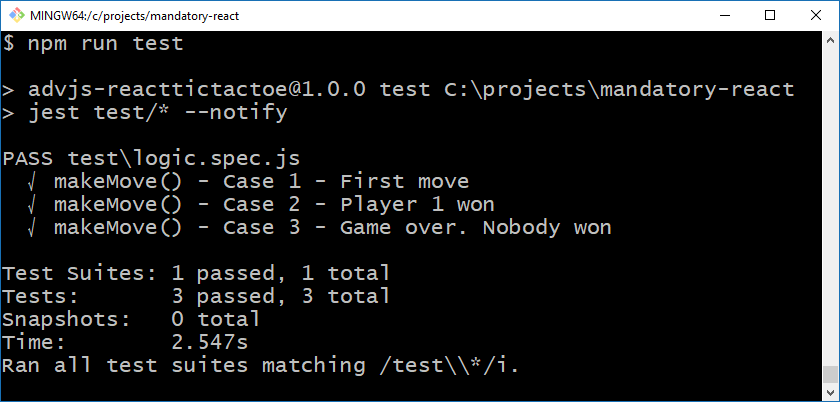 MINGW64:/c/projects/mandatory-react
$ npm run test
> advjs-reacttictactoe@1.0.0 test C:\projects\mandatory-react
> jest test/* --notify
PASS test\logic.spec.js
√ makeMove() - Case 1 - First move
√ makeMove() - Case 2 - Player 1 won
√ makeMove() - Case 3 - Game over. Nobody won
Test Suites: 1 passed, 1 total
Tests:       3 passed, 3 total
Snapshots:   0 total
Time:        2.547s
Ran all test suites matching /test\\*/i.